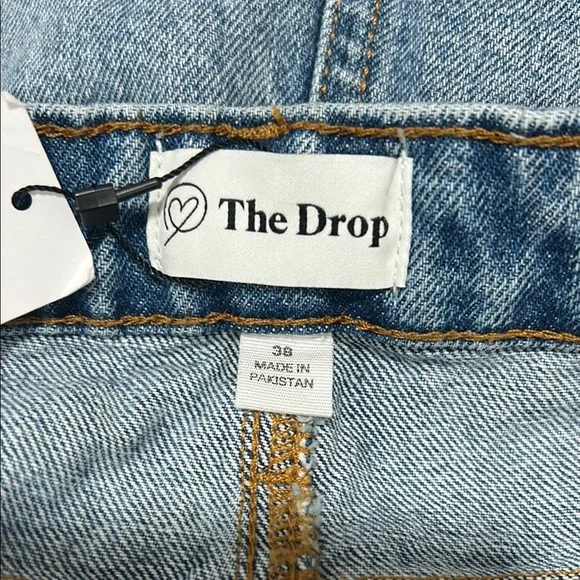 The Drop
38
MADE IN
PAKISTAN